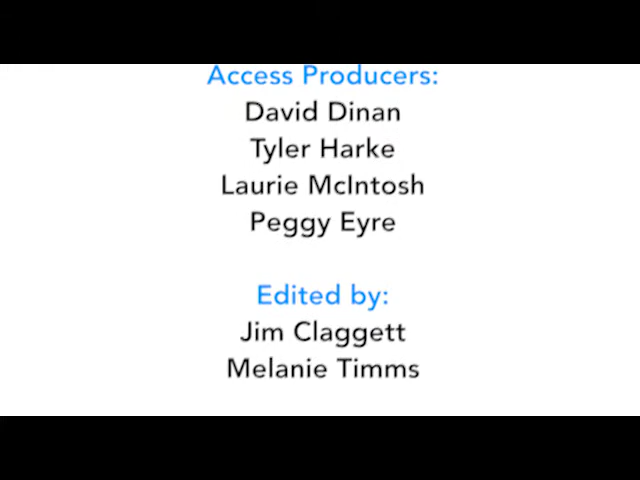 Access Producers:
David Dinan
Tyler Harke
Laurie McIntosh
Peggy Eyre
Edited by:
Jim Claggett
Melanie Timms